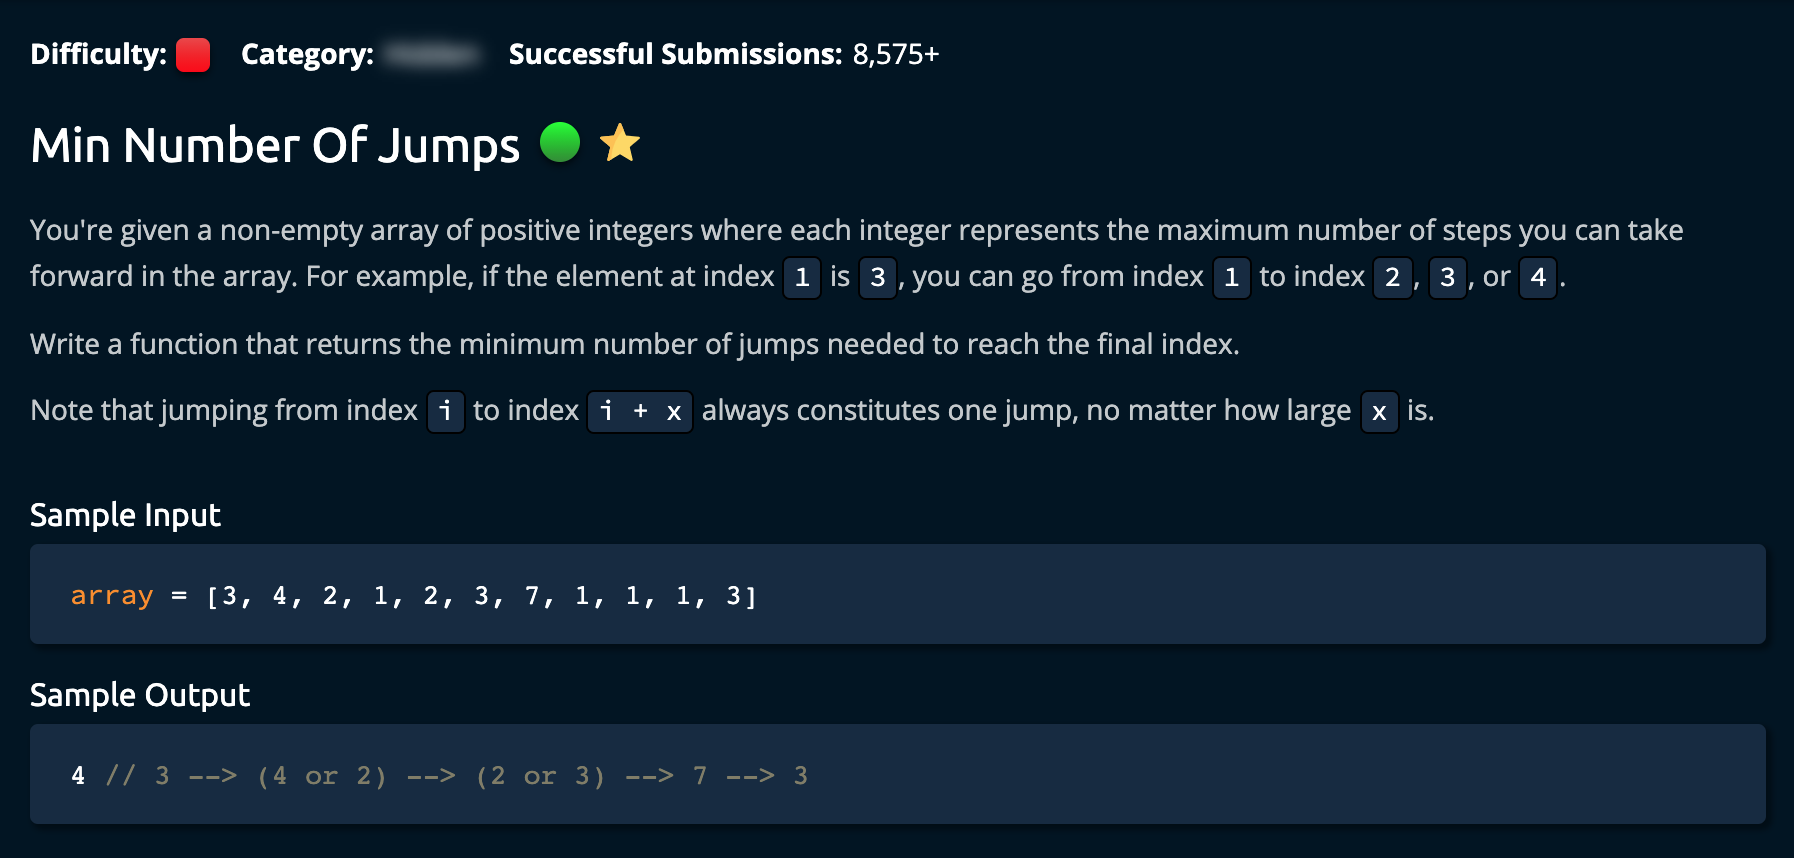 Difficulty: Category: Successful Submissions: 8,575+
Min Number Of Jumps
You're given a non-empty array of positive integers where each integer represents the maximum number of steps you can take
forward in the array. For example, if the element at index 1 is 3, you can go from index 1 to index 2, 3, or 4.
Write a function that returns the minimum number of jumps needed to reach the final index.
Note that jumping from index i to index i + x always constitutes one jump, no matter how large x is.
Sample Input
array = [3, 4, 2, 1, 2, 3, 7, 1, 1, 1, 3]
Sample Output
4 // 3 --> (4 or 2) --> (2 or 3) --> 7 --> 3